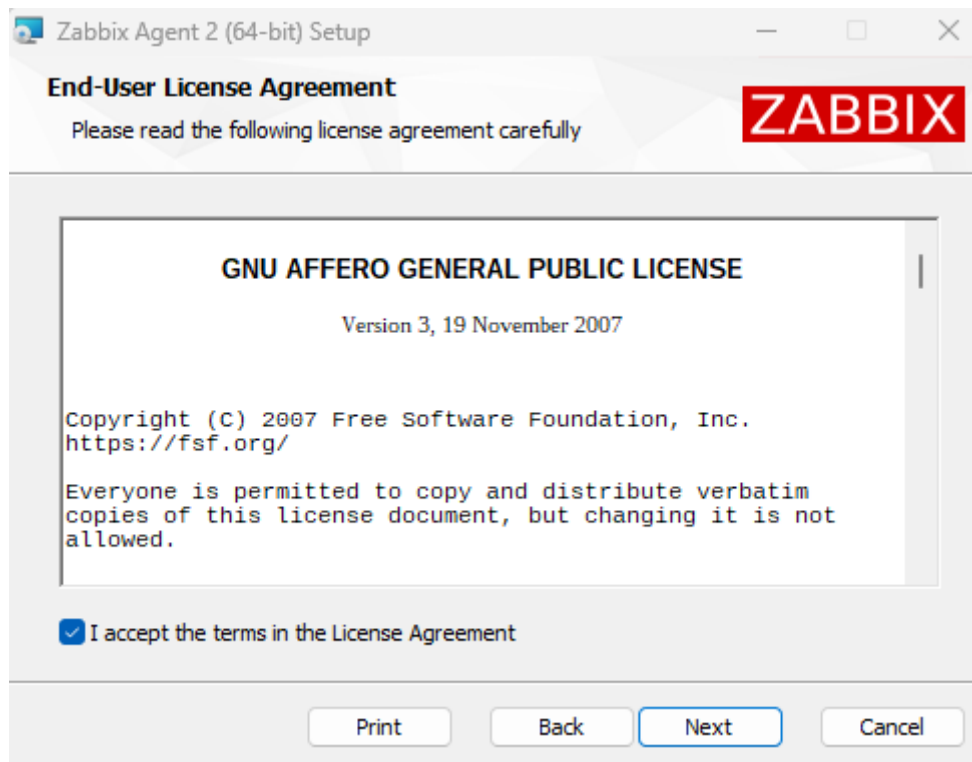 Zabbix Agent 2 (64-bit) Setup
End-User License Agreement
Please read the following license agreement carefully
ZABBIX
GNU AFFERO GENERAL PUBLIC LICENSE
Version 3, 19 November 2007
Copyright (C) 2007 Free Software Foundation, Inc.
https://fsf.org/
Everyone is permitted to copy and distribute verbatim
copies of this license document, but changing it is not
allowed.
I accept the terms in the License Agreement
Print Back Next Cancel